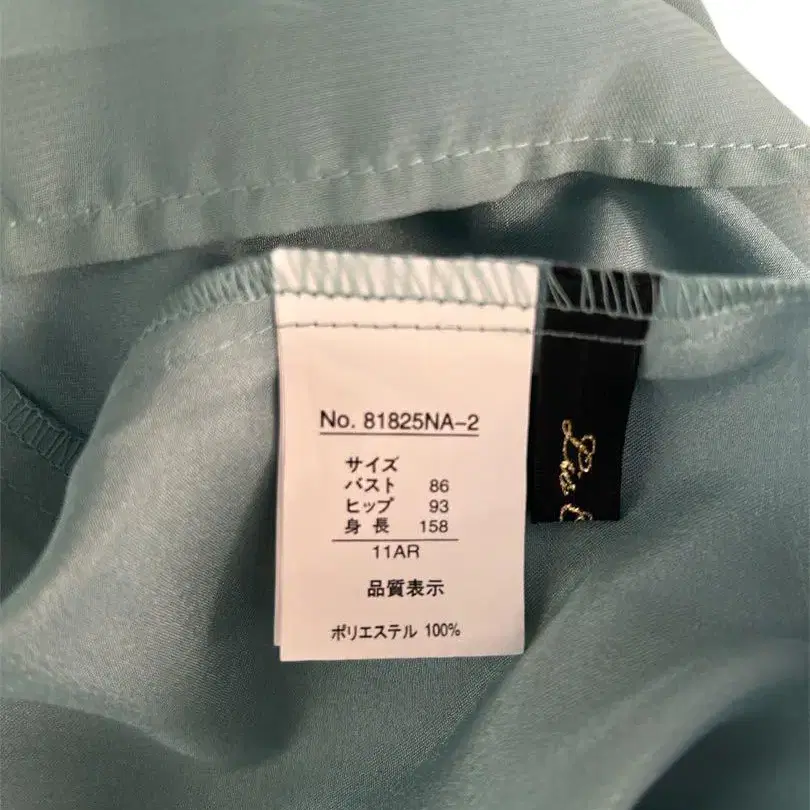 No. 81825NA-2
サイズ
バスト 86
ヒップ 93
身長 158
11AR
品質表示
ポリエステル 100%